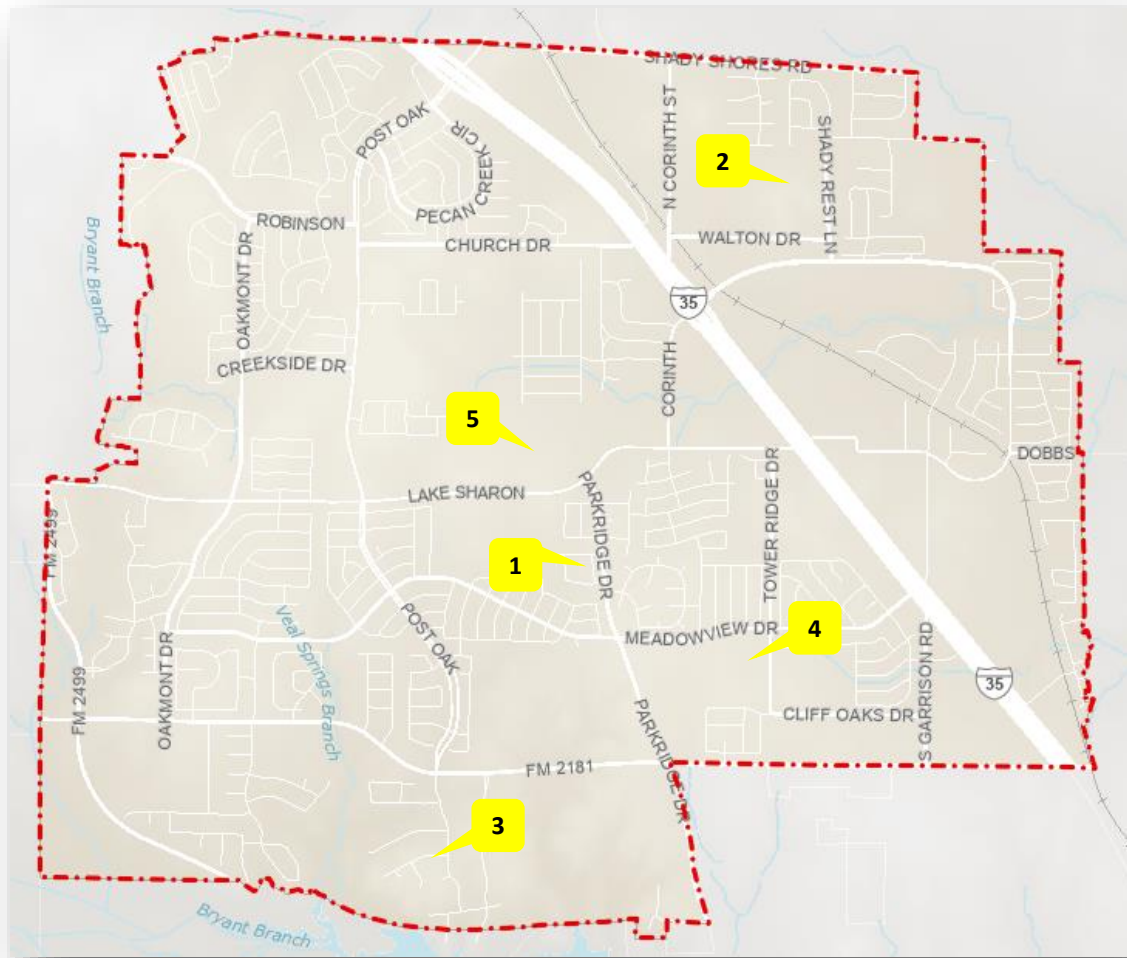 SHADY SHORES RD
POST OAK
N CORINTH ST
SHADY REST LN
2
PECAN CREEK CIR
ROBINSON
CHURCH DR
WALTON DR
Bryant Branch
OAKMONT DR
35
CREEKSIDE DR
CORINTH
5
DOBBS
LAKE SHARON
PARKRIDGE DR
TOWER RIDGE DR
FM 2499
1
POST OAK
MEADOWVIEW DR
4
Veal Springs Branch
OAKMONT DR
FM 2499
S GARRISON RD
35
CLIFF OAKS DR
PARKRIDGE DR
FM 2181
3
Bryant Branch